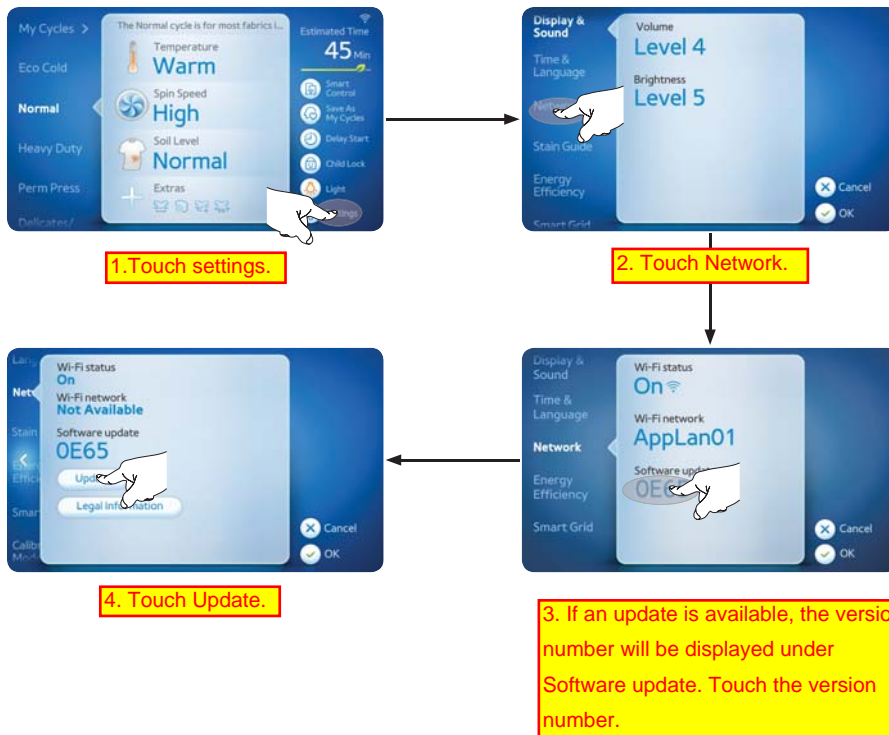 My Cycles >
Eco Cold
Normal
Heavy Duty
Perm Press
Delicates/
The Normal cycle is for most fabrics i...
Temperature
Warm
Spin Speed
High
Soil Level
Normal
Extras
Estimated Time
45 Min
Smart
Control
Save As
My Cycles
Delay Start
Child Lock
Light
1.Touch settings.
Display &
Sound
Time &
Language
Stain Guide
Energy
Efficiency
Smart Grid
Volume
Level 4
Brightness
Level 5
Cancel
OK
2. Touch Network.
Display &
Sound
Time &
Language
Network
Energy
Efficiency
Smart Grid
Wi-Fi status
On
Wi-Fi network
AppLan01
Software
Cancel
OK
3. If an update is available, the versio
number will be displayed under
Software update. Touch the version
number.
Wi-Fi status
On
Wi-Fi network
Not Available
Software update
0E65
Legal Information
Stain
Cancel
OK
4. Touch Update.